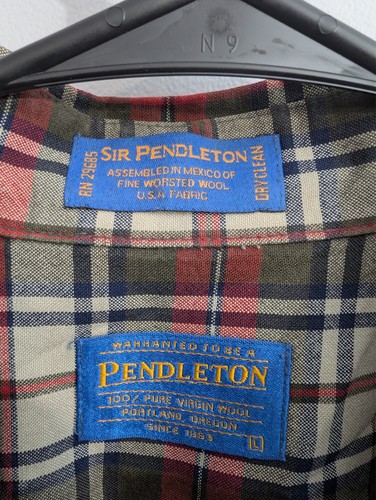 N 9
RN 29685
SIR PENDLETON
ASSEMBLED IN MEXICO OF
FINE WORSTED WOOL
U.S.A FABRIC
DRY CLEAN
WARRANTED TO BE A
PENDLETON
100% PURE VIRGIN WOOL
PORTLAND, OREGON
SINCE 1863
L